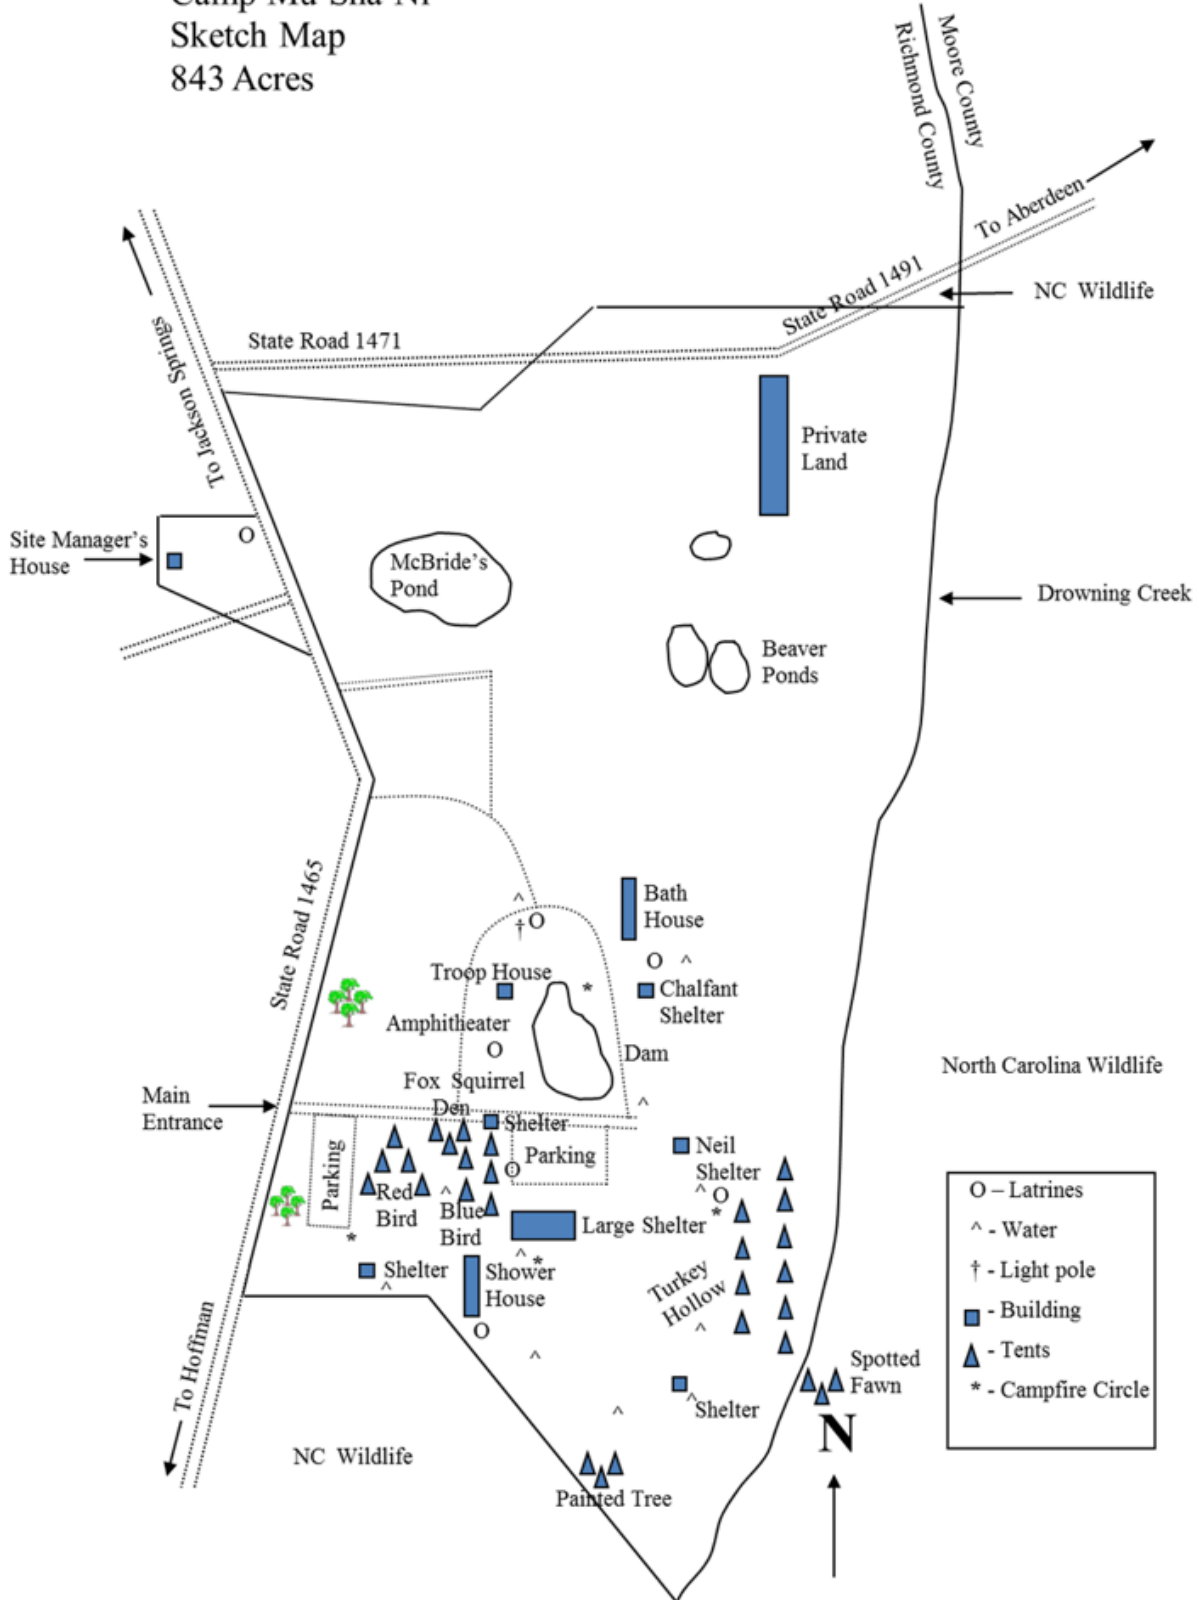 Sketch Map
843 Acres
Moore County
Richmond County
To Aberdeen
State Road 1491
NC Wildlife
State Road 1471
To Jackson Springs
Private
Land
Site Manager's
House
O
McBride's
Pond
Drowning Creek
Beaver
Ponds
State Road 1465
Bath
House
^
† O
O ^
Troop House
*
Chalfant
Shelter
Amphitheater
O
Dam
North Carolina Wildlife
Fox Squirrel
Den
Main
Entrance
^
Shelter
Parking
Parking
O
Neil
Shelter
Red
Bird
^
Blue
Bird
^
O
*
Large Shelter
*
^
*
Shelter
^
Shower
House
O
Turkey
Hollow
^
^
To Hoffman
Spotted
Fawn
^
Shelter
^
N
NC Wildlife
Painted Tree
O – Latrines
^ - Water
† - Light pole
- Building
- Tents
* - Campfire Circle